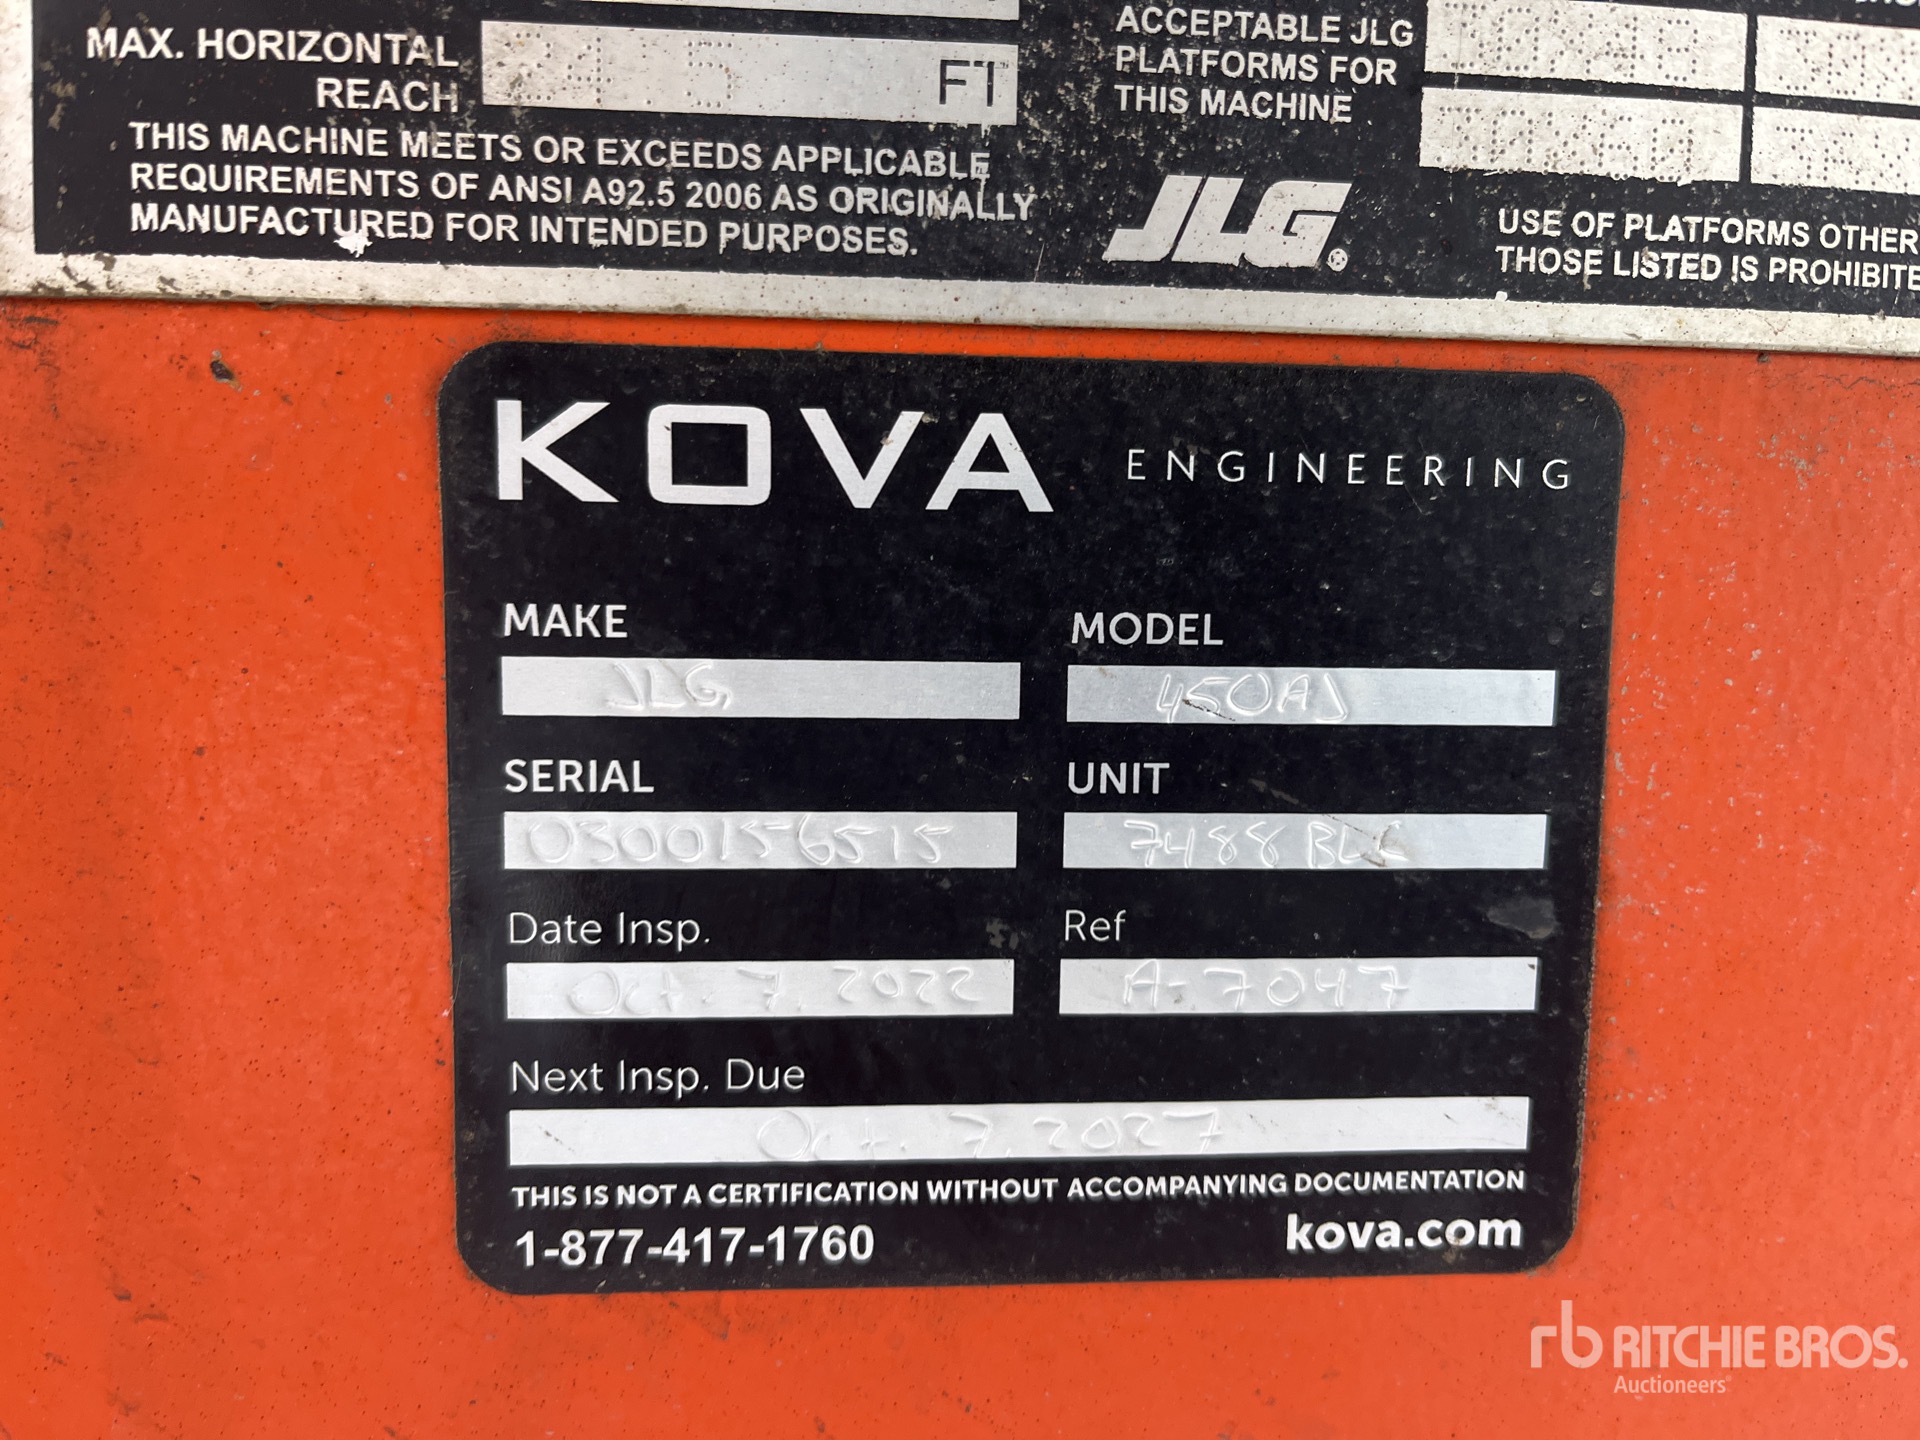 MAX. HORIZONTAL
REACH
24.5 FT
THIS MACHINE MEETS OR EXCEEDS APPLICABLE
REQUIREMENTS OF ANSI A92.5 2006 AS ORIGINALLY
MANUFACTURED FOR INTENDED PURPOSES.
ACCEPTABLE JLG
PLATFORMS FOR
THIS MACHINE
JLG®
USE OF PLATFORMS OTHER
THOSE LISTED IS PROHIBITE
KOVA ENGINEERING
MAKE
JLG
MODEL
450AJ
SERIAL
0300156515
UNIT
7488
Date Insp.
Oct. 7, 2022
Ref
A-7047
Next Insp. Due
Oct. 7, 2027
THIS IS NOT A CERTIFICATION WITHOUT ACCOMPANYING DOCUMENTATION
1-877-417-1760
kova.com
rb RITCHIE BROS.
Auctioneers